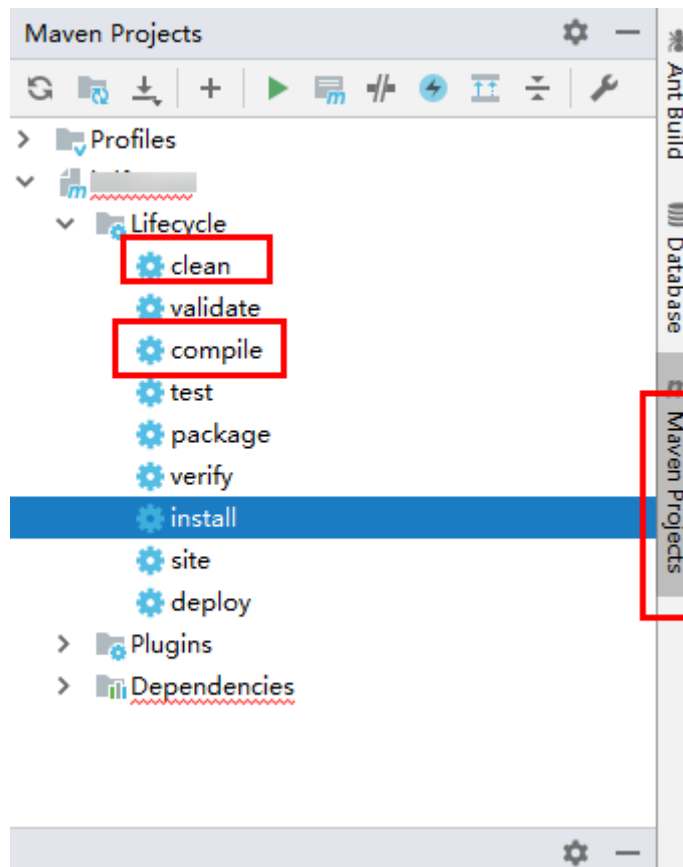 Maven Projects
Profiles
Lifecycle
clean
validate
compile
test
package
verify
install
site
deploy
Plugins
Dependencies
Ant Build
Database
Maven Projects